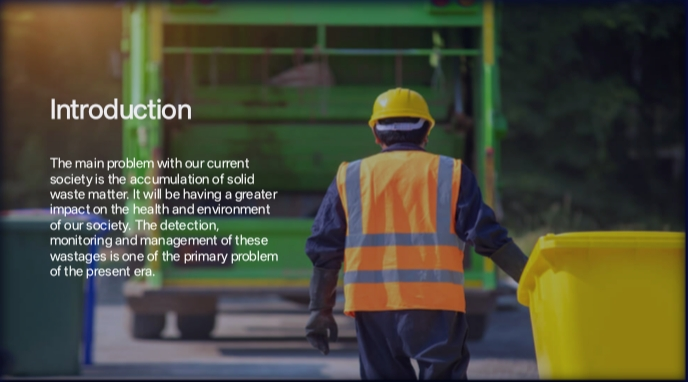 Introduction
The main problem with our current
society is the accumulation of solid
waste matter. It will be having a greater
impact on the health and environment
of our society. The detection,
monitoring and management of these
wastages is one of the primary problem
of the present era.